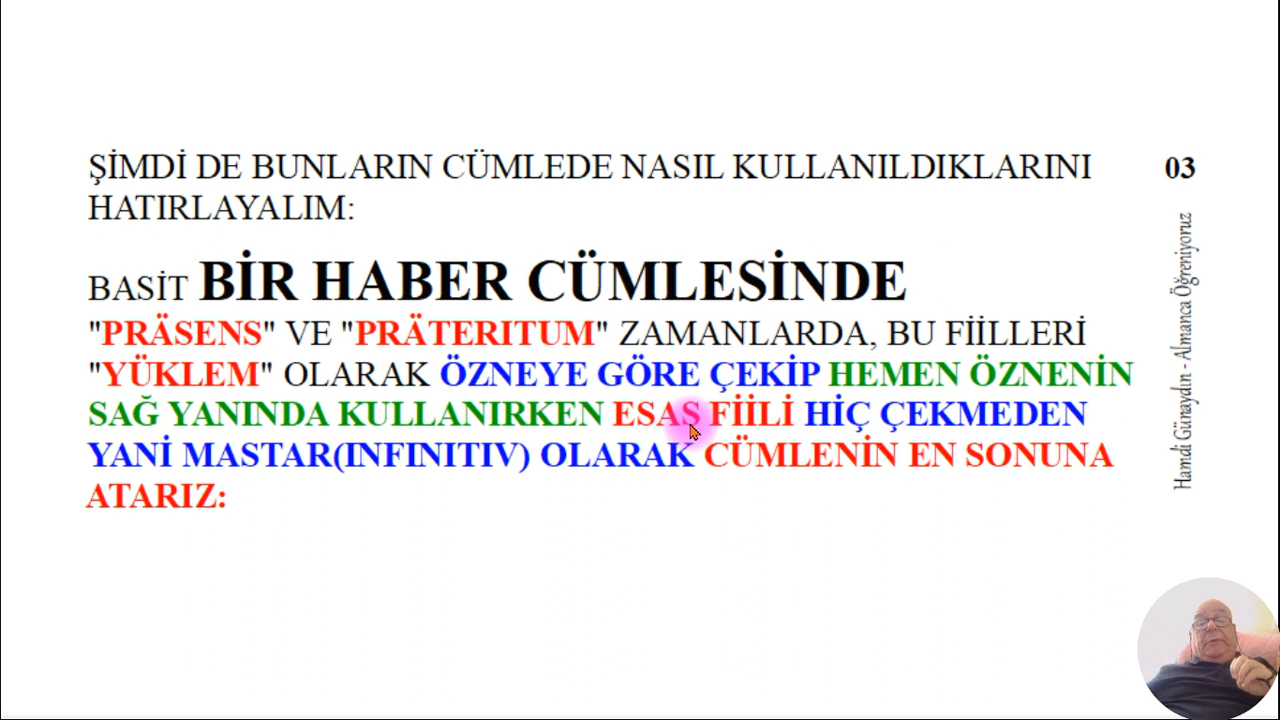 ŞİMDİ DE BUNLARIN CÜMLEDE NASIL KULLANILDIKLARINI
HATIRLAYALIM:
03
BASİT BİR HABER CÜMLESİNDE
"PRÄSENS" VE "PRÄTERITUM" ZAMANLARDA, BU FİİLLERİ
"YÜKLEM" OLARAK ÖZNEYE GÖRE ÇEKİP HEMEN ÖZNENİN
SAĞ YANINDA KULLANIRKEN ESAS FİİLİ HİÇ ÇEKMEDEN
YANİ MASTAR(INFINITIV) OLARAK CÜMLENİN EN SONUNA
ATARIZ:
Hamdi Günaydın - Almanca Öğreniyoruz